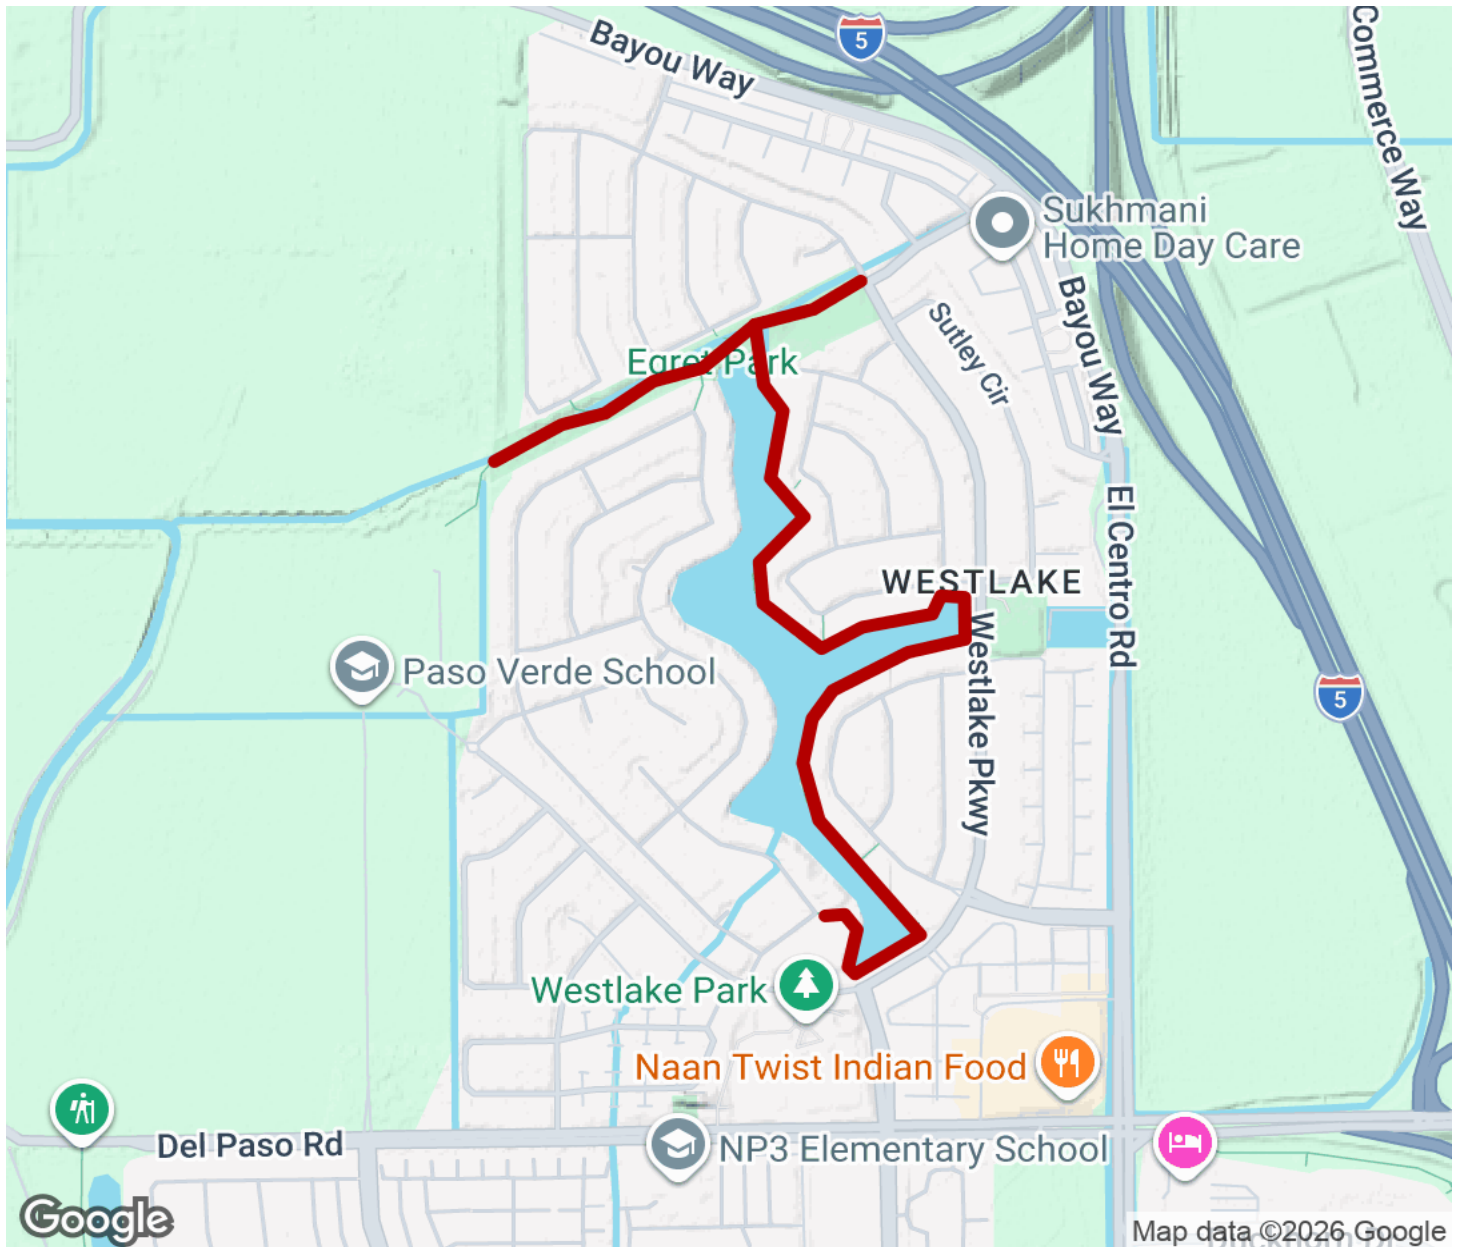 Bayou Way
5
Commerce Way
Sukhmani
Home Day Care
Bayou Way
Sutley Cir
Egret Park
El Centro Rd
WESTLAKE
Westlake Pkwy
Paso Verde School
5
Westlake Park
Naan Twist Indian Food
Del Paso Rd
NP3 Elementary School
Google
Map data ©2026 Google